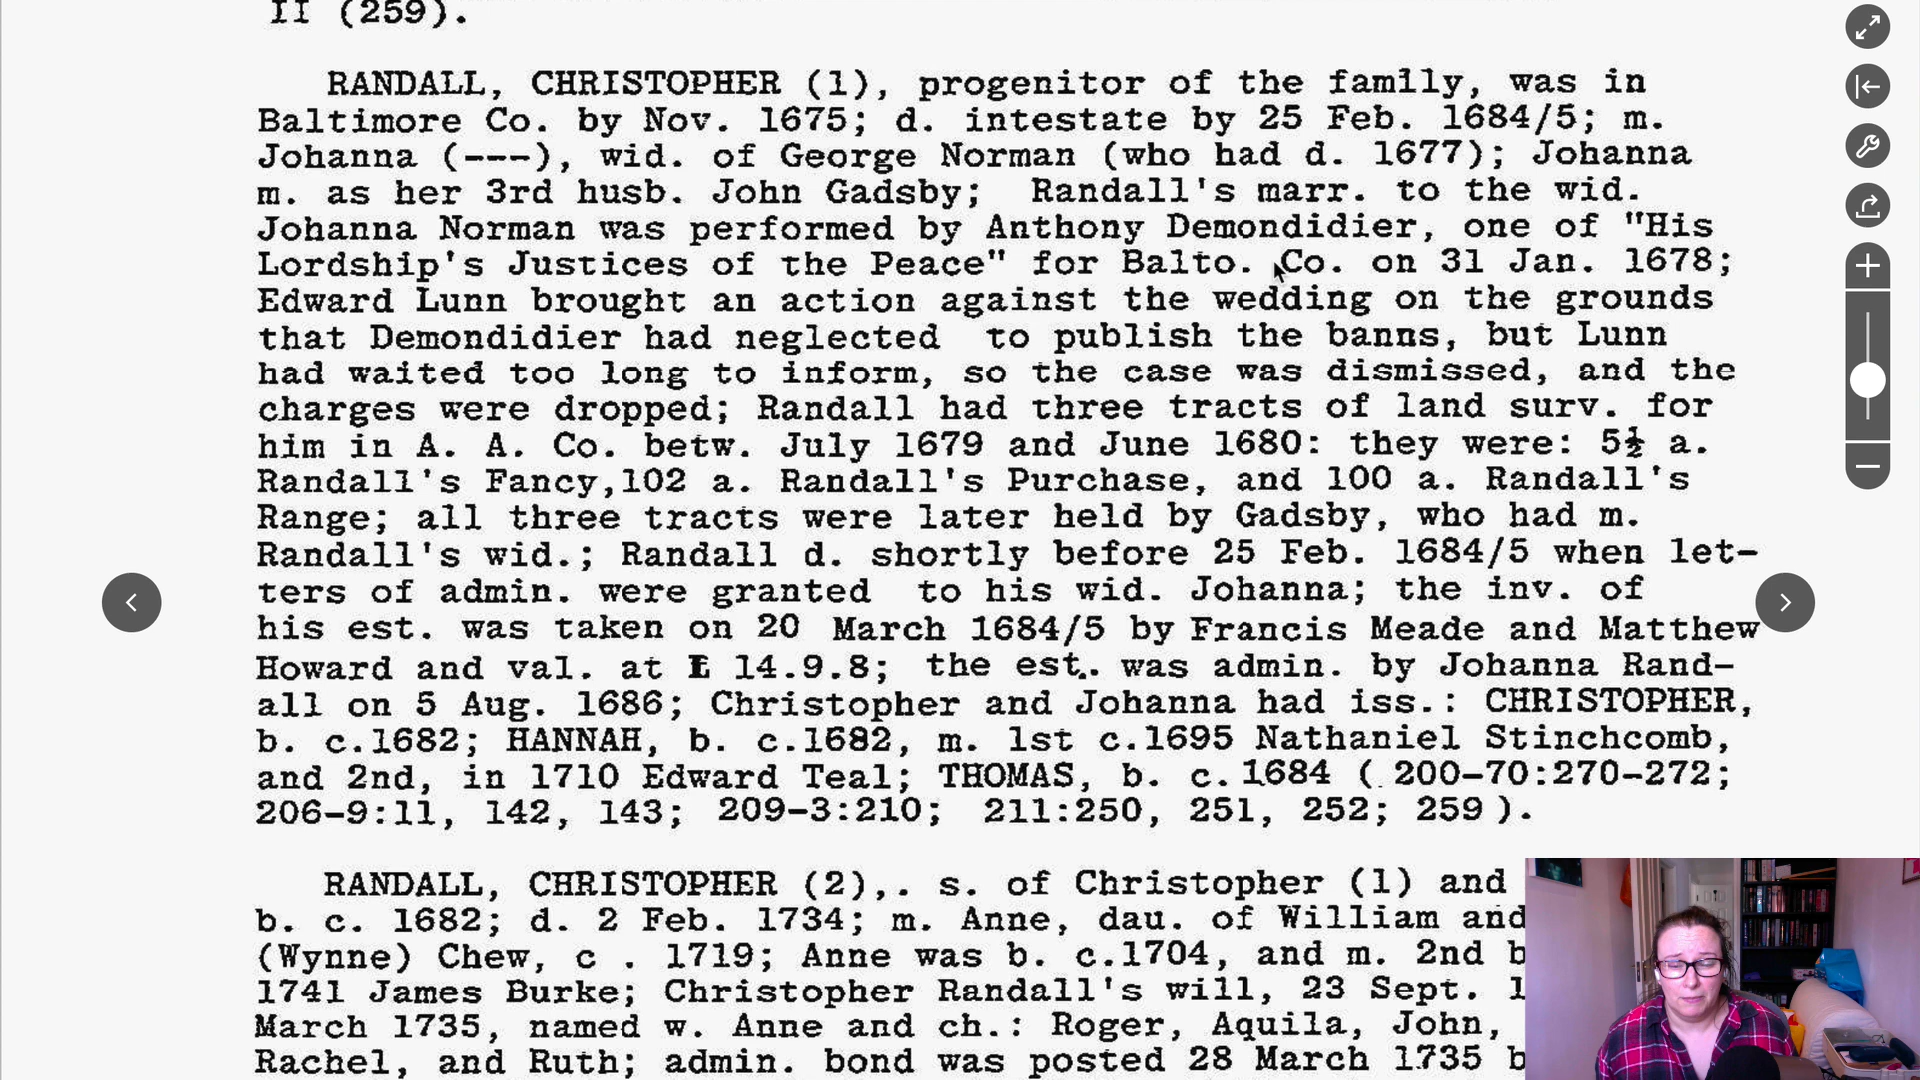 II (259).
RANDALL, CHRISTOPHER (1), progenitor of the family, was in
Baltimore Co. by Nov. 1675; d. intestate by 25 Feb. 1684/5; m.
Johanna (---), wid. of George Norman (who had d. 1677); Johanna
m. as her 3rd husb. John Gadsby; Randall's marr. to the wid.
Johanna Norman was performed by Anthony Demondidier, one of "His
Lordship's Justices of the Peace" for Balto. Co. on 31 Jan. 1678;
Edward Lunn brought an action against the wedding on the grounds
that Demondidier had neglected to publish the banns, but Lunn
had waited too long to inform, so the case was dismissed, and the
charges were dropped; Randall had three tracts of land surv. for
him in A. A. Co. betw. July 1679 and June 1680: they were: 5½ a.
Randall's Fancy,102 a. Randall's Purchase, and 100 a. Randall's
Range; all three tracts were later held by Gadsby, who had m.
Randall's wid.; Randall d. shortly before 25 Feb. 1684/5 when let-
ters of admin. were granted to his wid. Johanna; the inv. of
his est. was taken on 20 March 1684/5 by Francis Meade and Matthew
Howard and val. at £ 14.9.8; the est.. was admin. by Johanna Rand-
all on 5 Aug. 1686; Christopher and Johanna had iss.: CHRISTOPHER,
b. c.1682; HANNAH, b. c.1682, m. 1st c.1695 Nathaniel Stinchcomb,
and 2nd, in 1710 Edward Teal; THOMAS, b. c. 1684 ( 200-70:270-272;
206-9:11, 142, 143; 209-3:210; 211:250, 251, 252; 259 ).
RANDALL, CHRISTOPHER (2),. s. of Christopher (1) and
b. c. 1682; d. 2 Feb. 1734; m. Anne, dau. of William and
(Wynne) Chew, c . 1719; Anne was b. c.1704, and m. 2nd b
1741 James Burke; Christopher Randall's will, 23 Sept. 1
March 1735, named w. Anne and ch.: Roger, Aquila, John,
Rachel, and Ruth; admin. bond was posted 28 March 1735 b